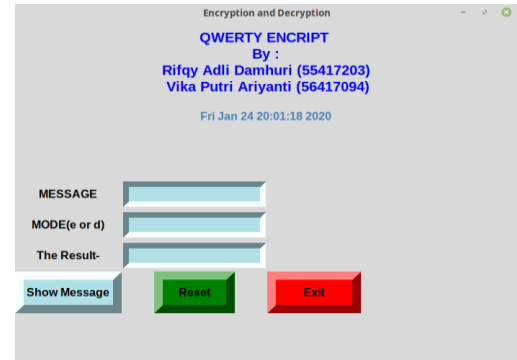 Encryption and Decryption
QWERTY ENCRIPT
By :
Rifqy Adli Damhuri (55417203)
Vika Putri Ariyanti (56417094)
Fri Jan 24 20:01:18 2020
MESSAGE
MODE(e or d)
The Result-
Show Message Reset Exit